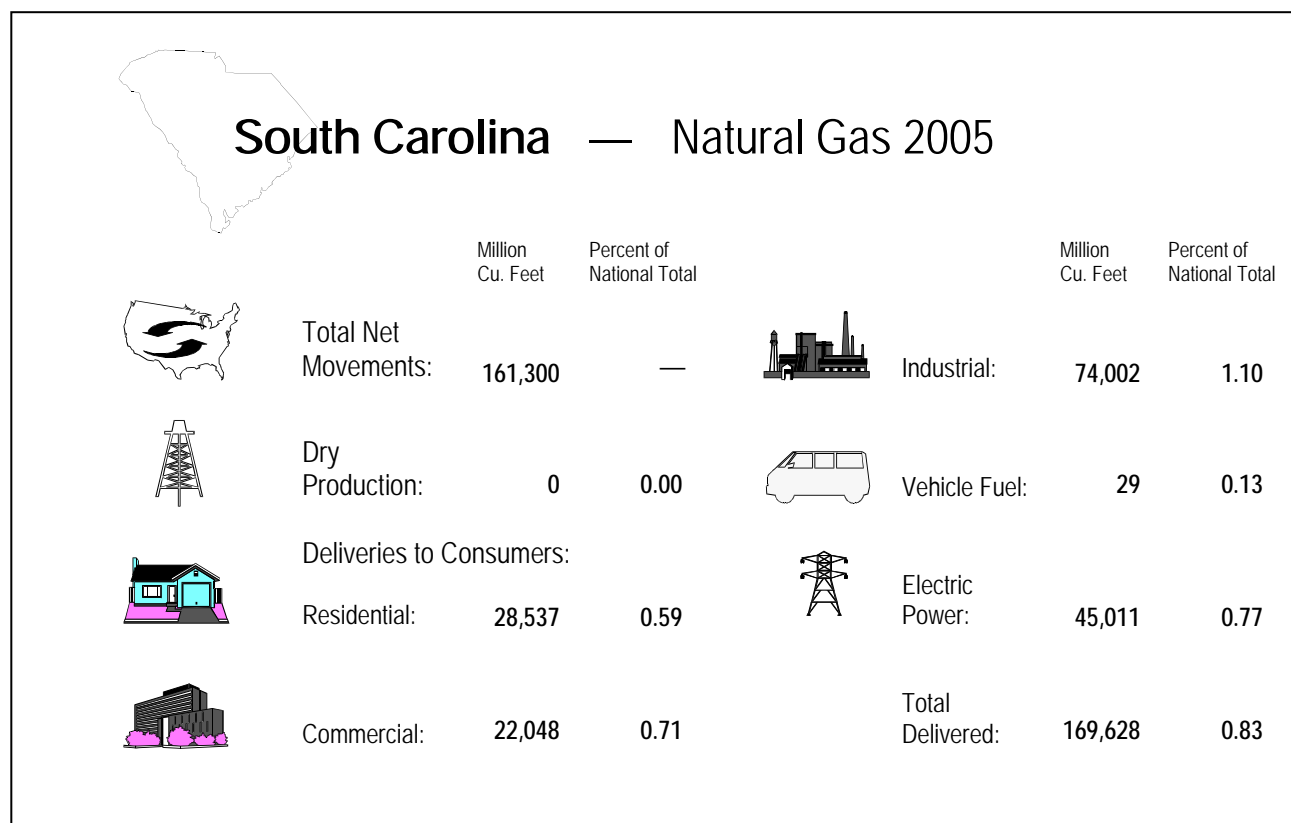 South Carolina — Natural Gas 2005
Million
Cu. Feet
Percent of
National Total
Total Net
Movements: 161,300 —
Dry
Production: 0 0.00
Deliveries to Consumers:
Residential: 28,537 0.59
Commercial: 22,048 0.71
Million
Cu. Feet
Percent of
National Total
Industrial: 74,002 1.10
Vehicle Fuel: 29 0.13
Electric
Power: 45,011 0.77
Total
Delivered: 169,628 0.83